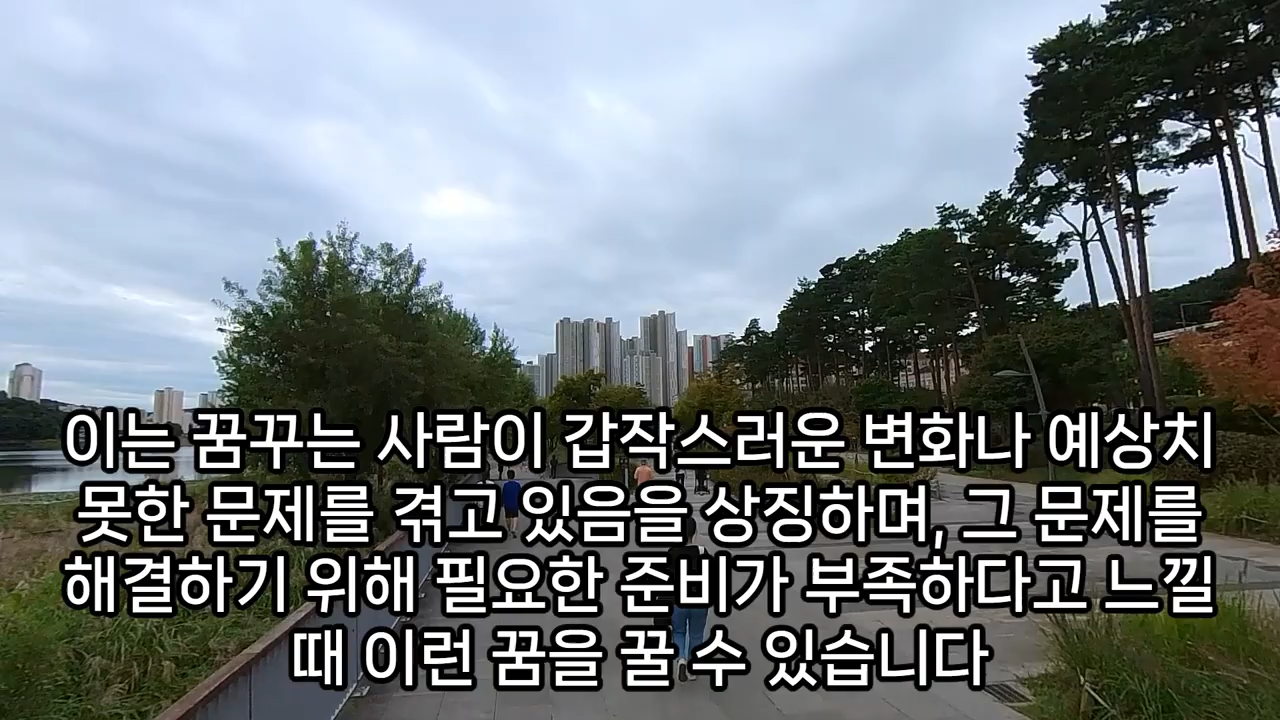 이는 꿈꾸는 사람이 갑작스러운 변화나 예상치
못한 문제를 겪고 있음을 상징하며, 그 문제를
해결하기 위해 필요한 준비가 부족하다고 느낄
때 이런 꿈을 꿀 수 있습니다